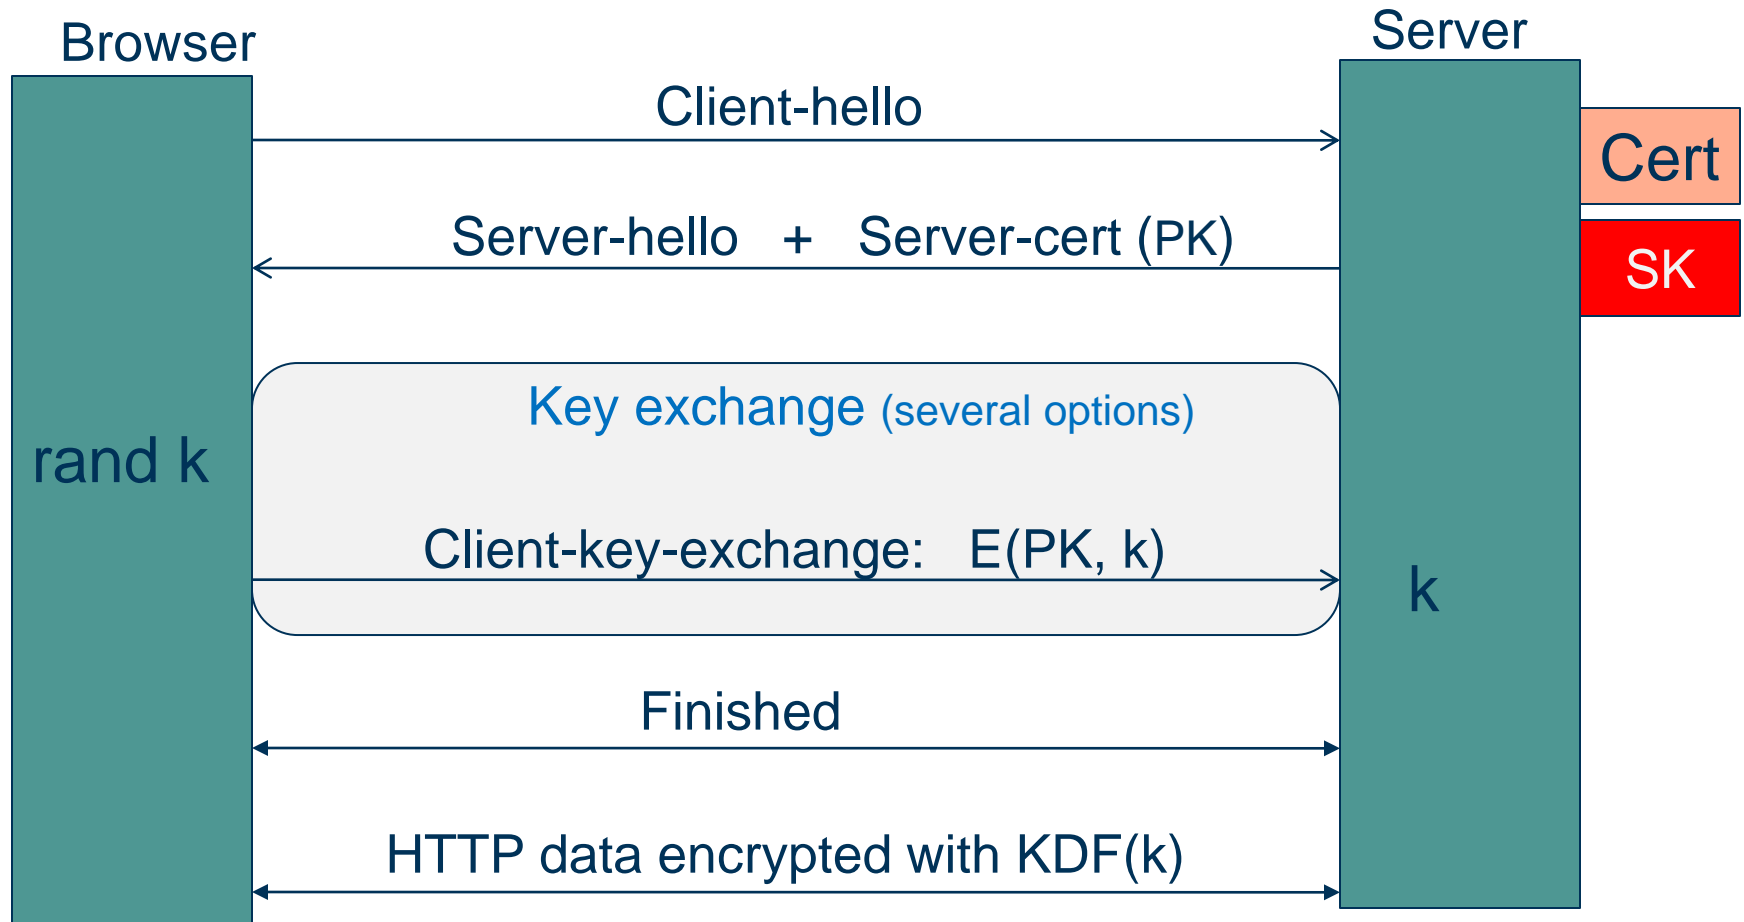 Browser
Server
Client-hello
Cert
Server-hello + Server-cert (PK)
SK
Key exchange (several options)
rand k
Client-key-exchange: E(PK, k)
k
Finished
HTTP data encrypted with KDF(k)